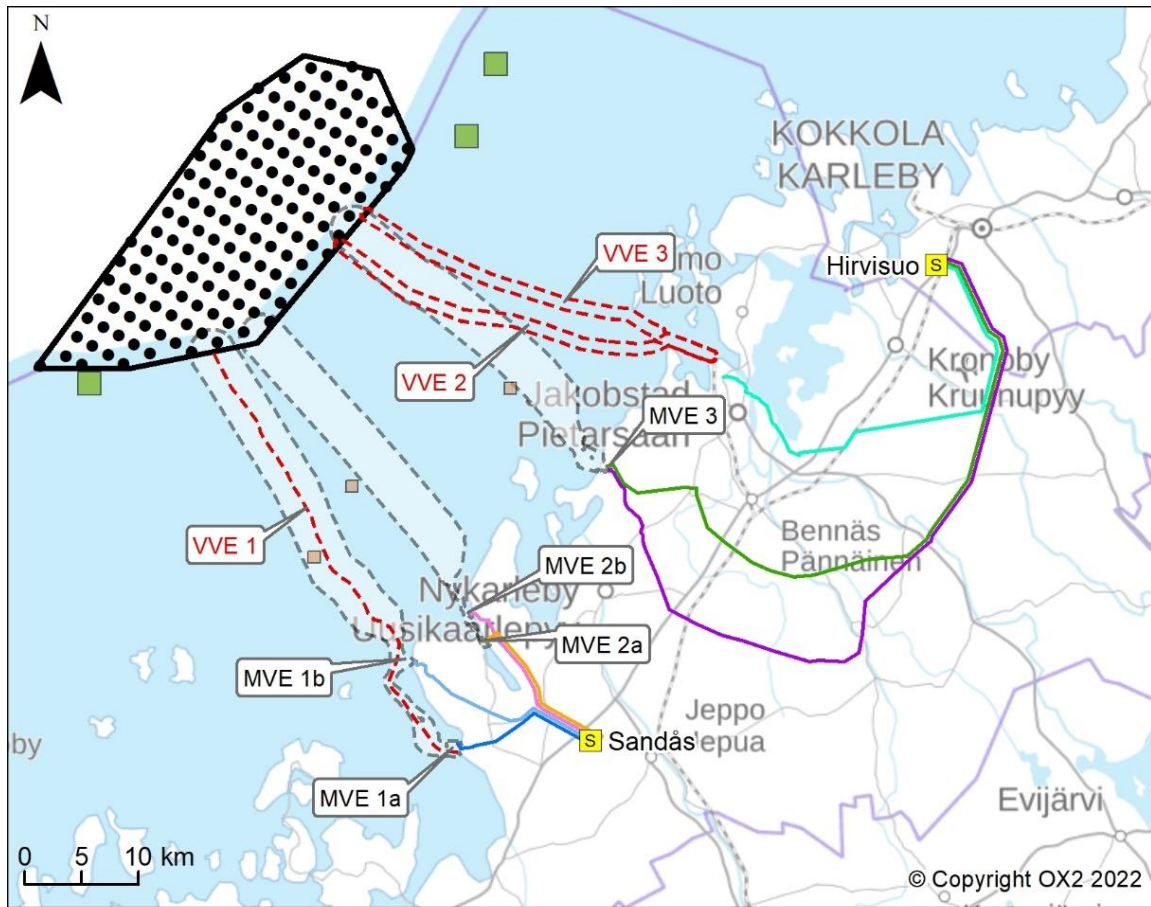 N
KOKKOLA
KARLEBY
VVE 3
Hirvisuo
S
Luoto
VVE 2
Kronoby
Kruunupyy
Jakobstad
Pietarsaari
MVE 3
VVE 1
Bennäs
Pännäinen
MVE 2b
Nykarleby
Uusikaarlepyy
MVE 2a
MVE 1b
S
Sandås
Jeppo
MVE 1a
Evijärvi
0 5 10 km
© Copyright OX2 2022